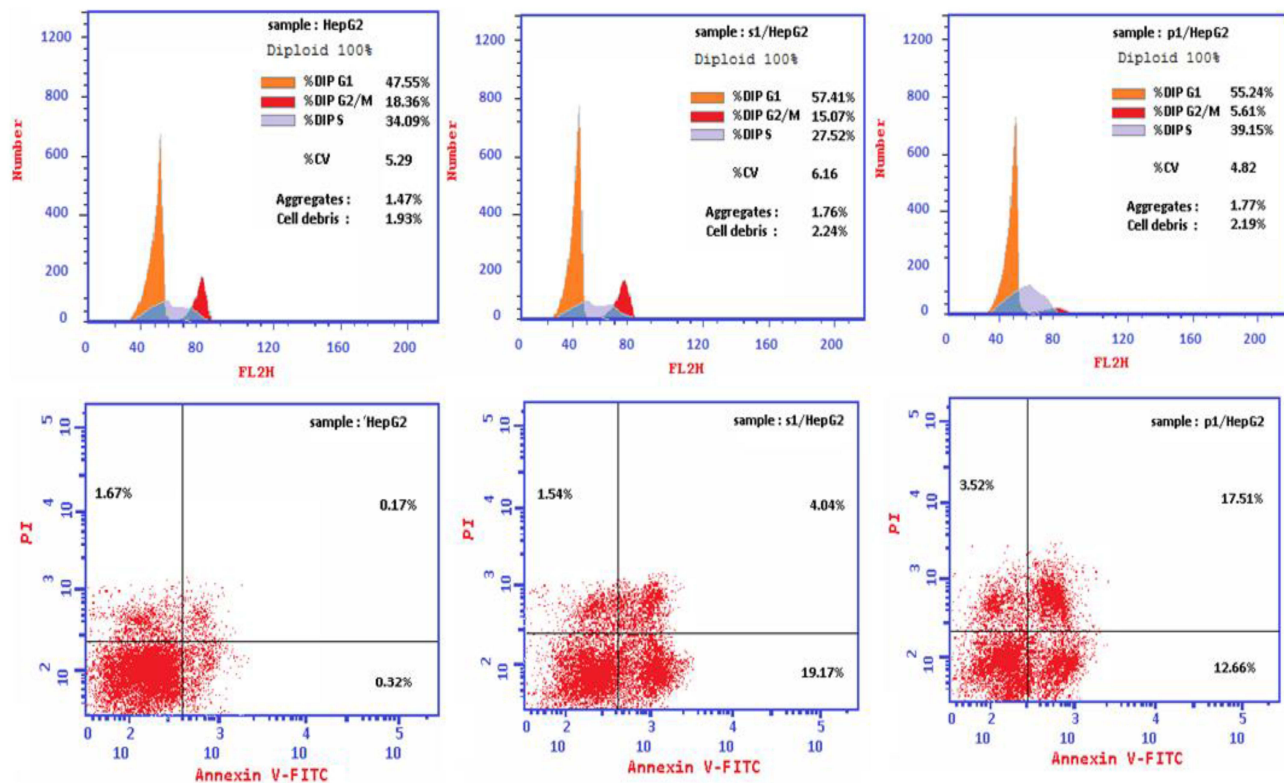 sample : HepG2
Diploid 100%
%DIP G1 47.55%
%DIP G2/M 18.36%
%DIP S 34.09%
%CV 5.29
Aggregates : 1.47%
Cell debris : 1.93%
Number
1200
800
600
400
200
0
0 40 80 120 160 200
FL2H
sample : s1/HepG2
Diploid 100%
%DIP G1 57.41%
%DIP G2/M 15.07%
%DIP S 27.52%
%CV 6.16
Aggregates : 1.76%
Cell debris : 2.24%
Number
1200
800
600
400
200
0
0 40 80 120 160 200
FL2H
sample : p1/HepG2
Diploid 100%
%DIP G1 55.24%
%DIP G2/M 5.61%
%DIP S 39.15%
%CV 4.82
Aggregates : 1.77%
Cell debris : 2.19%
Number
1200
800
600
400
200
0
0 40 80 120 160 200
FL2H
sample : 'HepG2
1.67%
0.17%
0.32%
PI
10 5
10 4
10 3
10 2
0 2 3 4 5
10 10 10 10
Annexin V-FITC
sample : s1/HepG2
1.54%
4.04%
19.17%
PI
10 5
10 4
10 3
10 2
0 2 3 4 5
10 10 10 10
Annexin V-FITC
sample : p1/HepG2
3.52%
17.51%
12.66%
PI
10 5
10 4
10 3
10 2
0 2 3 4 5
10 10 10 10
Annexin V-FITC